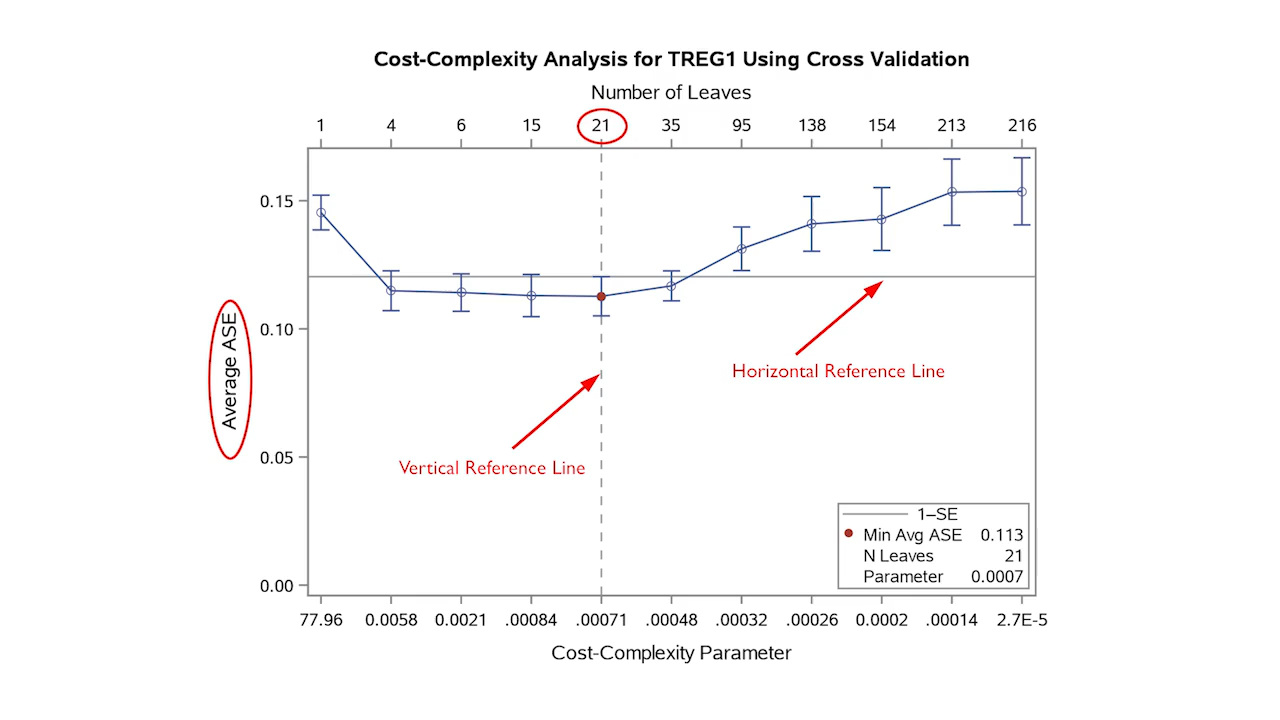 Cost-Complexity Analysis for TREG1 Using Cross Validation
Number of Leaves
1 4 6 15 21 35 95 138 154 213 216
0.15
0.10
0.05
0.00
Average ASE
Horizontal Reference Line
Vertical Reference Line
1–SE
Min Avg ASE 0.113
N Leaves 21
Parameter 0.0007
77.96 0.0058 0.0021 .00084 .00071 .00048 .00032 .00026 0.0002 .00014 2.7E-5
Cost-Complexity Parameter